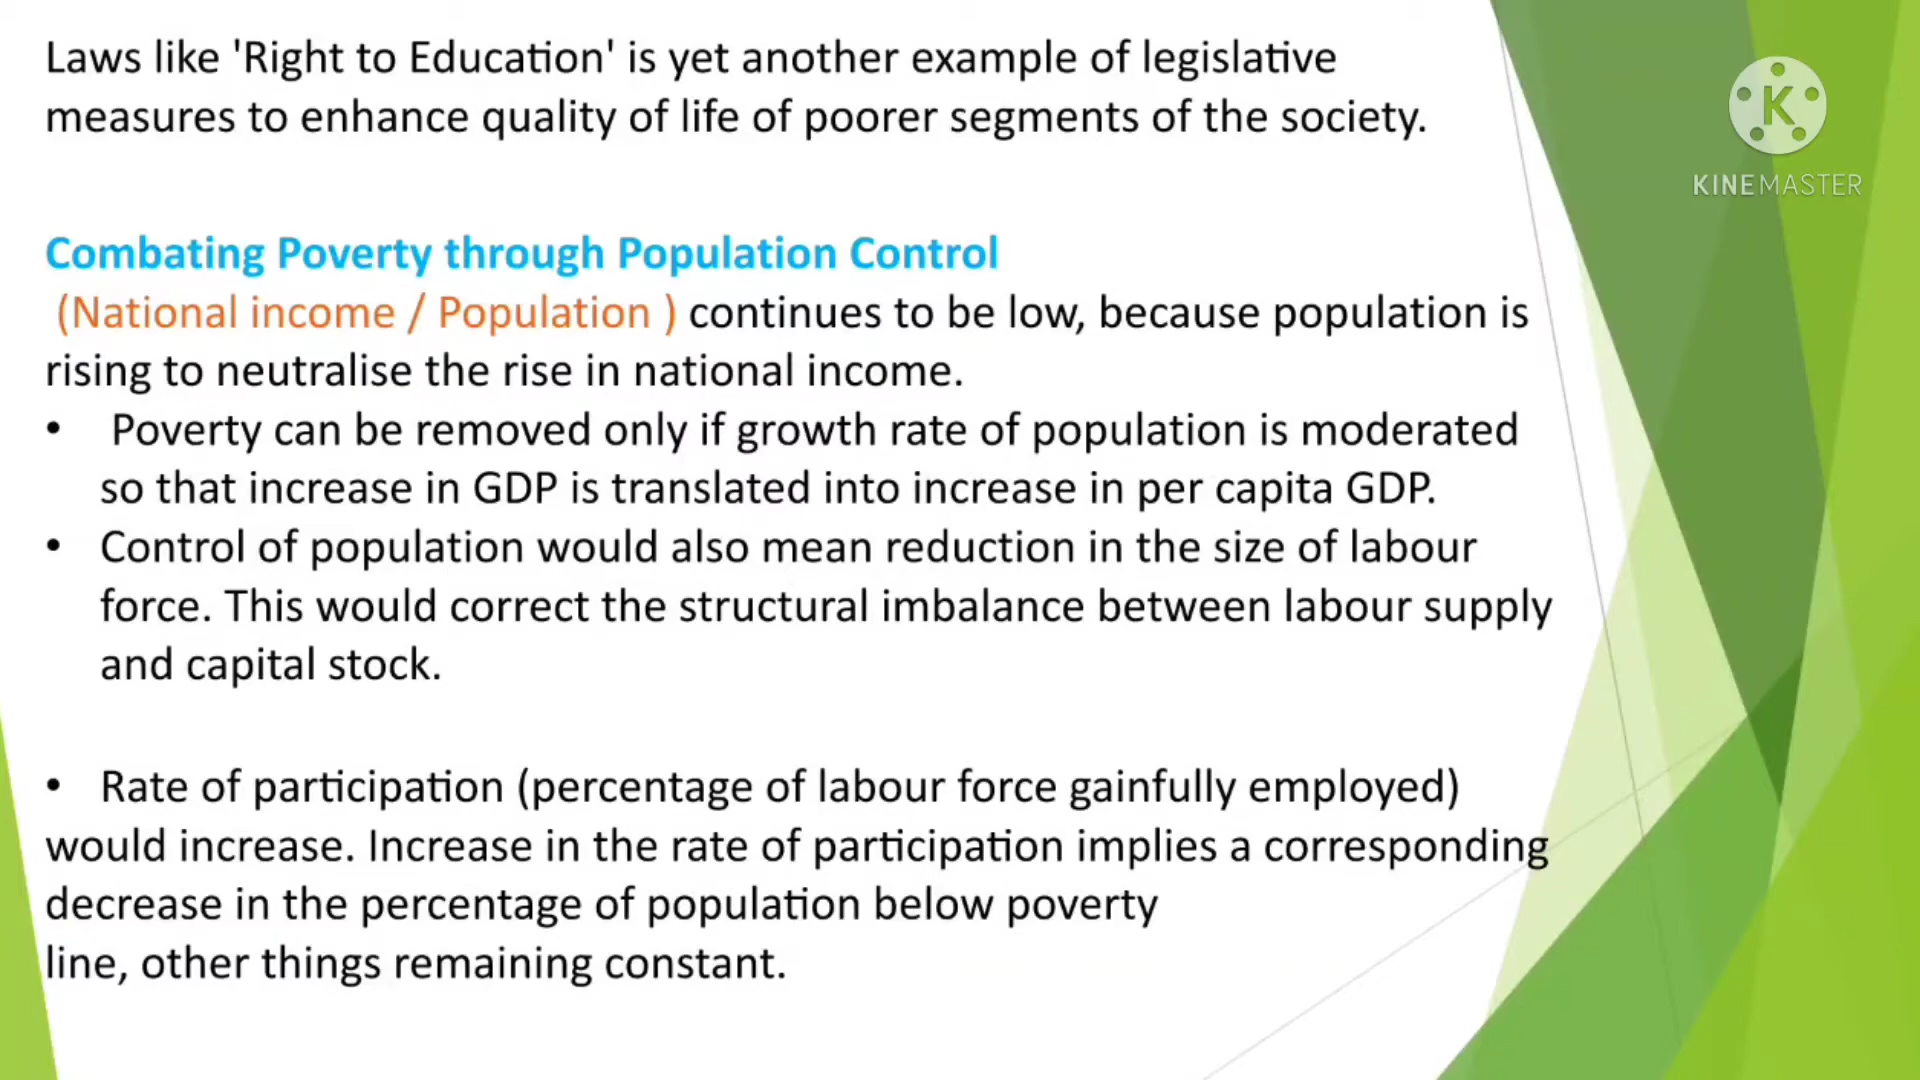 Laws like 'Right to Education' is yet another example of legislative
measures to enhance quality of life of poorer segments of the society.
K
KINEMASTER
Combating Poverty through Population Control
(National income / Population ) continues to be low, because population is
rising to neutralise the rise in national income.
• Poverty can be removed only if growth rate of population is moderated
so that increase in GDP is translated into increase in per capita GDP.
• Control of population would also mean reduction in the size of labour
force. This would correct the structural imbalance between labour supply
and capital stock.
• Rate of participation (percentage of labour force gainfully employed)
would increase. Increase in the rate of participation implies a corresponding
decrease in the percentage of population below poverty
line, other things remaining constant.